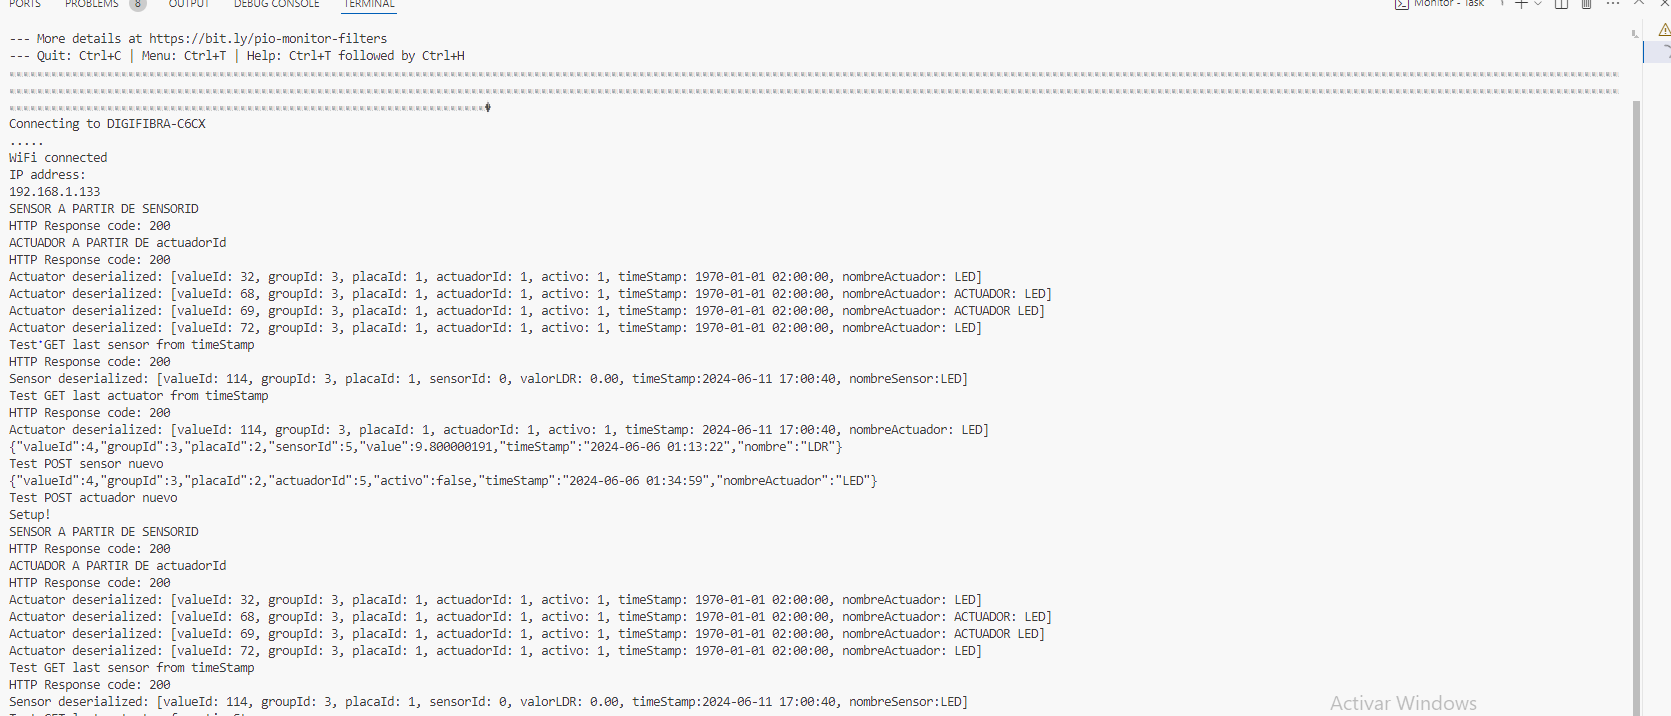 PORTS PROBLEMS 8 OUTPUT DEBUG CONSOLE TERMINAL Monitor - Task
--- More details at https://bit.ly/pio-monitor-filters
--- Quit: Ctrl+C | Menu: Ctrl+T | Help: Ctrl+T followed by Ctrl+H
Connecting to DIGIFIBRA-C6CX
.....
WiFi connected
IP address:
192.168.1.133
SENSOR A PARTIR DE SENSORID
HTTP Response code: 200
ACTUADOR A PARTIR DE actuadorId
HTTP Response code: 200
Actuator deserialized: [valueId: 32, groupId: 3, placaId: 1, actuadorId: 1, activo: 1, timeStamp: 1970-01-01 02:00:00, nombreActuador: LED]
Actuator deserialized: [valueId: 68, groupId: 3, placaId: 1, actuadorId: 1, activo: 1, timeStamp: 1970-01-01 02:00:00, nombreActuador: ACTUADOR: LED]
Actuator deserialized: [valueId: 69, groupId: 3, placaId: 1, actuadorId: 1, activo: 1, timeStamp: 1970-01-01 02:00:00, nombreActuador: ACTUADOR LED]
Actuator deserialized: [valueId: 72, groupId: 3, placaId: 1, actuadorId: 1, activo: 1, timeStamp: 1970-01-01 02:00:00, nombreActuador: LED]
Test GET last sensor from timeStamp
HTTP Response code: 200
Sensor deserialized: [valueId: 114, groupId: 3, placaId: 1, sensorId: 0, valorLDR: 0.00, timeStamp:2024-06-11 17:00:40, nombreSensor:LED]
Test GET last actuator from timeStamp
HTTP Response code: 200
Actuator deserialized: [valueId: 114, groupId: 3, placaId: 1, actuadorId: 1, activo: 1, timeStamp: 2024-06-11 17:00:40, nombreActuador: LED]
{"valueId":4,"groupId":3,"placaId":2,"sensorId":5,"value":9.800000191,"timeStamp":"2024-06-06 01:13:22","nombre":"LDR"}
Test POST sensor nuevo
{"valueId":4,"groupId":3,"placaId":2,"actuadorId":5,"activo":false,"timeStamp":"2024-06-06 01:34:59","nombreActuador":"LED"}
Test POST actuador nuevo
Setup!
SENSOR A PARTIR DE SENSORID
HTTP Response code: 200
ACTUADOR A PARTIR DE actuadorId
HTTP Response code: 200
Actuator deserialized: [valueId: 32, groupId: 3, placaId: 1, actuadorId: 1, activo: 1, timeStamp: 1970-01-01 02:00:00, nombreActuador: LED]
Actuator deserialized: [valueId: 68, groupId: 3, placaId: 1, actuadorId: 1, activo: 1, timeStamp: 1970-01-01 02:00:00, nombreActuador: ACTUADOR: LED]
Actuator deserialized: [valueId: 69, groupId: 3, placaId: 1, actuadorId: 1, activo: 1, timeStamp: 1970-01-01 02:00:00, nombreActuador: ACTUADOR LED]
Actuator deserialized: [valueId: 72, groupId: 3, placaId: 1, actuadorId: 1, activo: 1, timeStamp: 1970-01-01 02:00:00, nombreActuador: LED]
Test GET last sensor from timeStamp
HTTP Response code: 200
Sensor deserialized: [valueId: 114, groupId: 3, placaId: 1, sensorId: 0, valorLDR: 0.00, timeStamp:2024-06-11 17:00:40, nombreSensor:LED]
Activar Windows